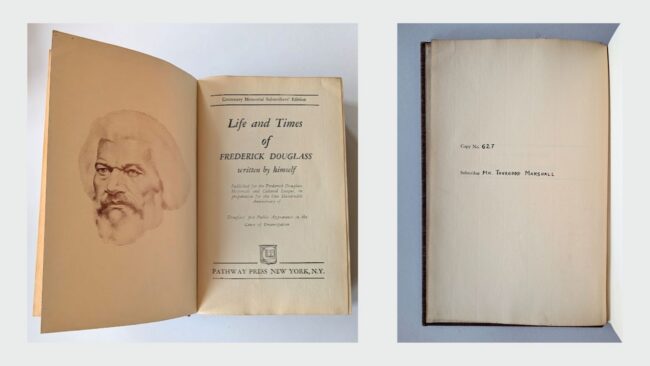 Centenary Memorial Subscribers' Edition
Life and Times
of
FREDERICK DOUGLASS
written by himself
Published for the Frederick Douglass
Historical and Cultural League, in
preparation for the One Hundredth
Anniversary of
Douglass' first Public Appearance in the
Cause of Emancipation
PATHWAY PRESS NEW YORK, N.Y.
Copy No. 627
Subscriber MR. THURGOOD MARSHALL